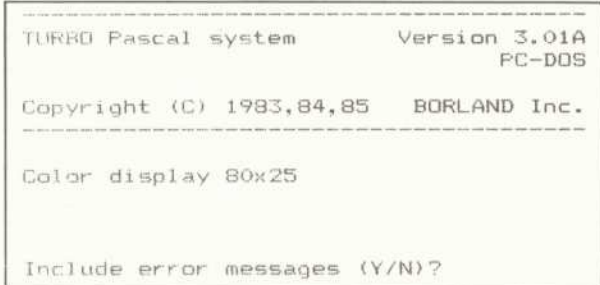 TURBO Pascal system Version 3.01A
PC-DOS
Copyright (C) 1983,84,85 BORLAND Inc.
Color display 80x25
Include error messages (Y/N)?